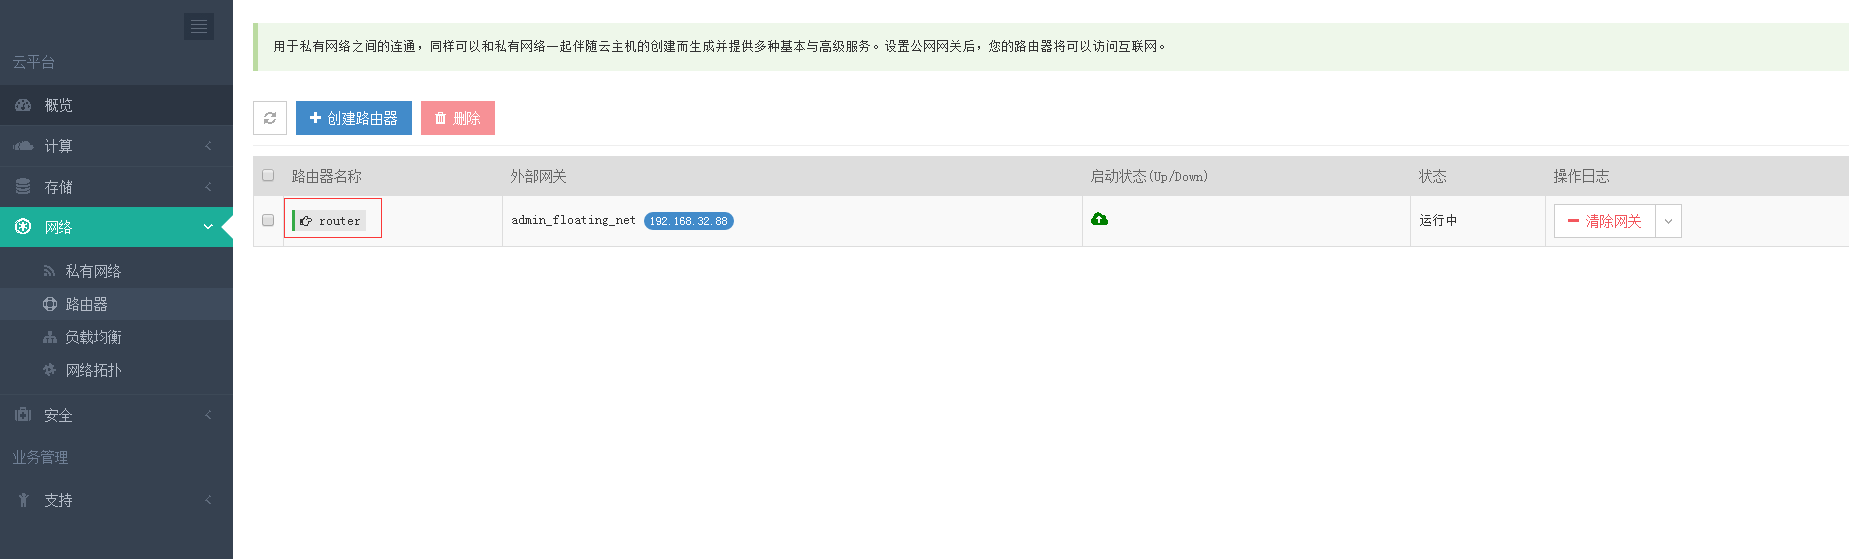 云平台
概览
计算
存储
网络
私有网络
路由器
负载均衡
网络拓扑
安全
业务管理
支持
用于私有网络之间的连通，同样可以和私有网络一起伴随云主机的创建而生成并提供多种基本与高级服务。设置公网网关后，您的路由器将可以访问互联网。
创建路由器 删除
路由器名称 外部网关 启动状态(Up/Down) 状态 操作日志
router admin_floating_net 192.168.32.88 运行中 清除网关